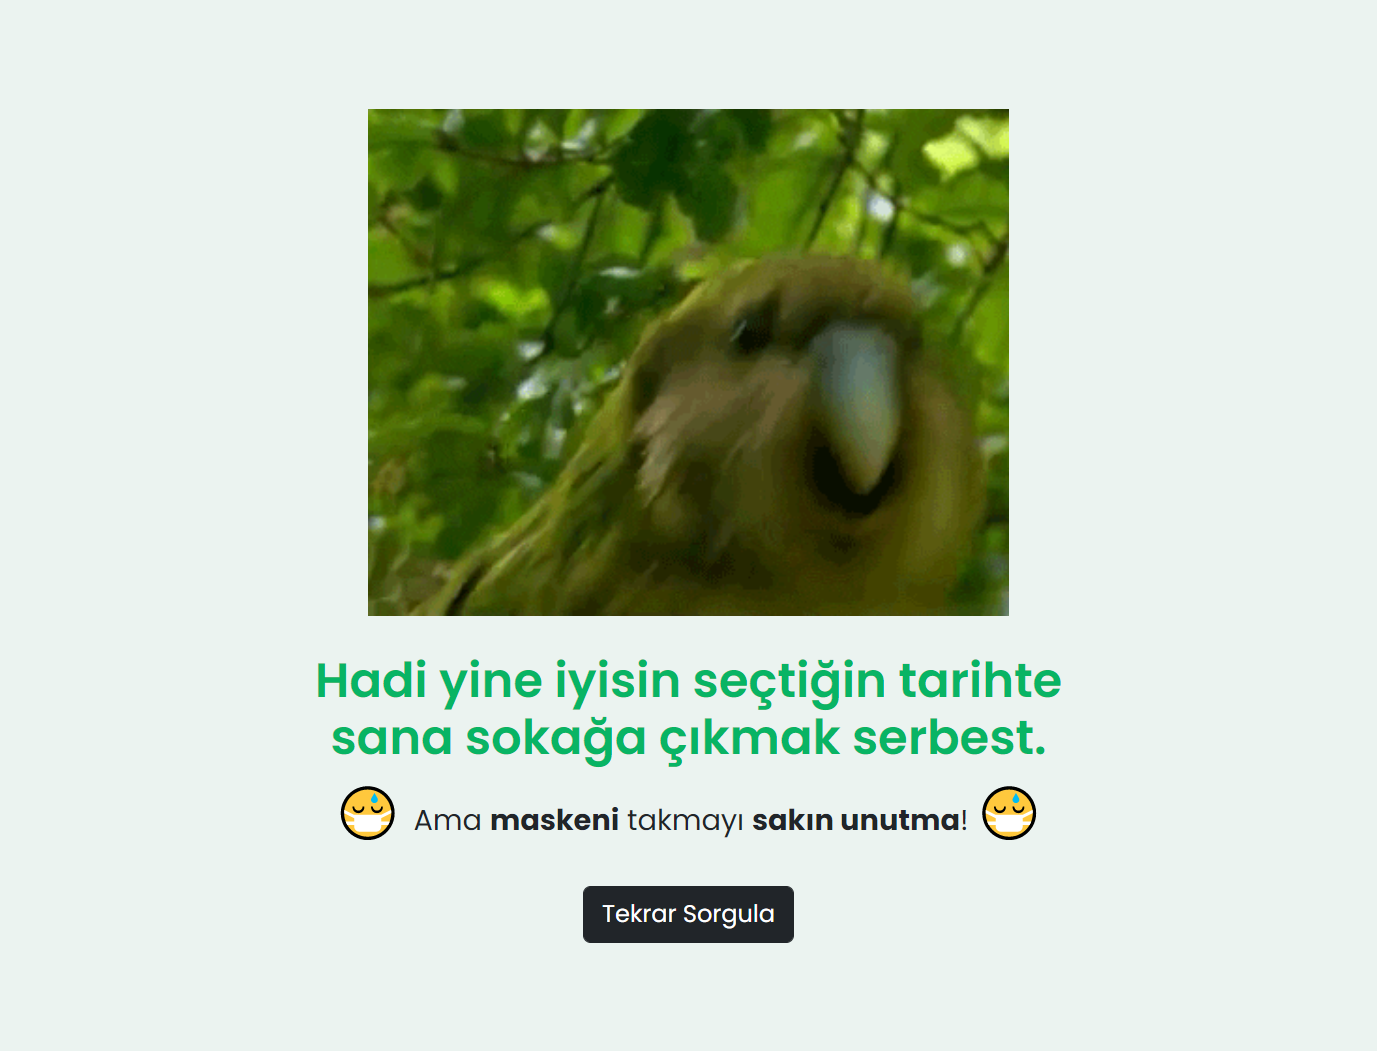 Hadi yine iyisin seçtiğin tarihte
sana sokağa çıkmak serbest.
Ama maskeni takmayı sakın unutma!
Tekrar Sorgula